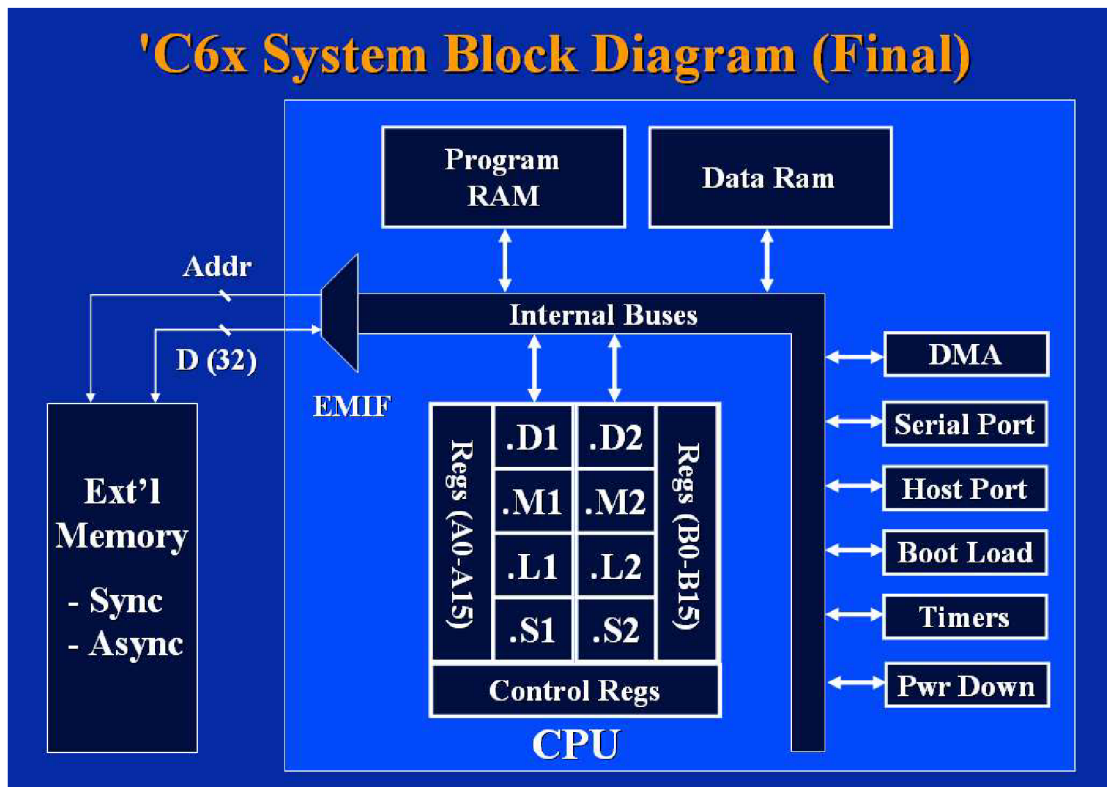 'C6x System Block Diagram (Final)
Program
RAM
Data Ram
Addr
Internal Buses
D (32)
EMIF
DMA
Serial Port
Host Port
Boot Load
Timers
Pwr Down
Ext’l
Memory
- Sync
- Async
Regs (A0-A15)
.D1
.D2
.M1
.M2
.L1
.L2
.S1
.S2
Regs (B0-B15)
Control Regs
CPU